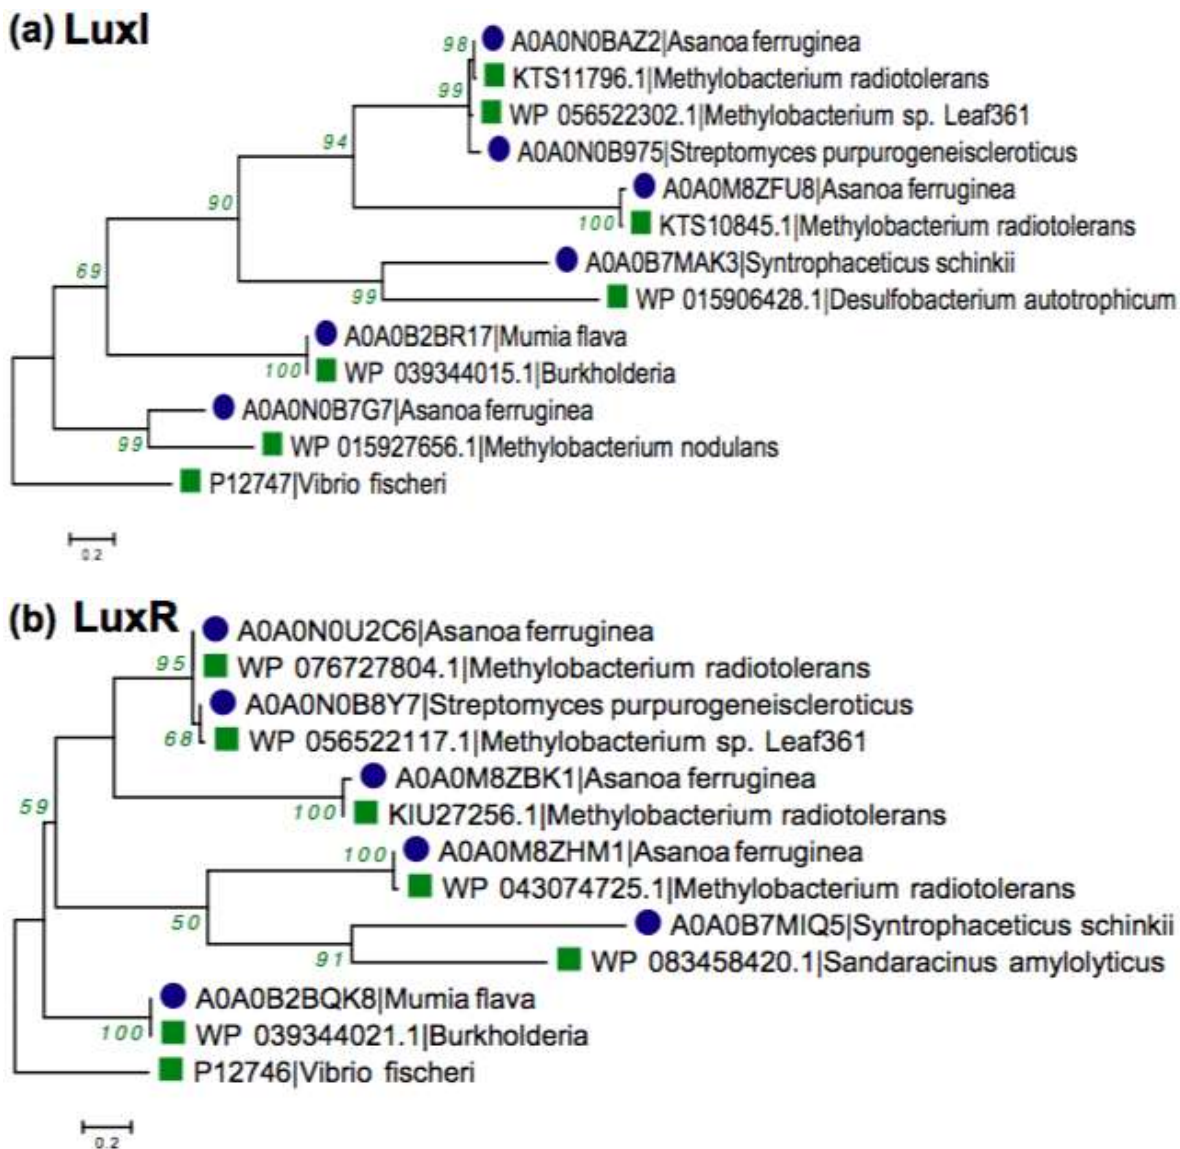 (a) LuxI
98
A0A0N0BAZ2|Asanoa ferruginea
KTS11796.1|Methylobacterium radiotolerans
99
WP 056522302.1|Methylobacterium sp. Leaf361
94
A0A0N0B975|Streptomyces purpurogeneiscleroticus
A0A0M8ZFU8|Asanoa ferruginea
90
100
KTS10845.1|Methylobacterium radiotolerans
A0A0B7MAK3|Syntrophaceticus schinkii
69
99
WP 015906428.1|Desulfobacterium autotrophicum
A0A0B2BR17|Mumia flava
100
WP 039344015.1|Burkholderia
A0A0N0B7G7|Asanoa ferruginea
99
WP 015927656.1|Methylobacterium nodulans
P12747|Vibrio fischeri
0.2
(b) LuxR
A0A0N0U2C6|Asanoa ferruginea
95
WP 076727804.1|Methylobacterium radiotolerans
A0A0N0B8Y7|Streptomyces purpurogeneiscleroticus
68
WP 056522117.1|Methylobacterium sp. Leaf361
A0A0M8ZBK1|Asanoa ferruginea
59
100
KIU27256.1|Methylobacterium radiotolerans
100
A0A0M8ZHM1|Asanoa ferruginea
WP 043074725.1|Methylobacterium radiotolerans
50
A0A0B7MIQ5|Syntrophaceticus schinkii
91
WP 083458420.1|Sandaracinus amylolyticus
A0A0B2BQK8|Mumia flava
100
WP 039344021.1|Burkholderia
P12746|Vibrio fischeri
0.2